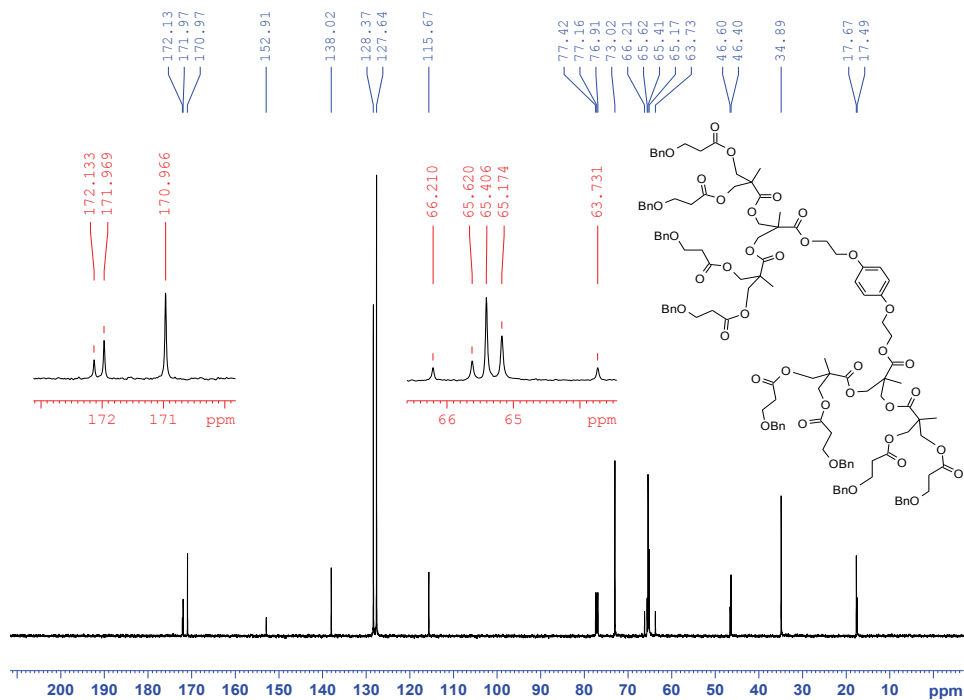 172.13
171.97
170.97
152.91
138.02
128.37
127.64
115.67
77.42
77.16
76.91
73.02
66.21
65.62
65.41
65.17
63.73
46.60
46.40
34.89
17.67
17.49
172.133
171.969
170.966
172 171 ppm
66.210
65.620
65.406
65.174
63.731
66 65 ppm
O
BnO O
O
BnO O O
O
O
BnO O O O
O O O
BnO O O
O
O
O
O O O
O O O O
OBn O O O
OBn O O O
BnO BnO O
200 190 180 170 160 150 140 130 120 110 100 90 80 70 60 50 40 30 20 10 ppm